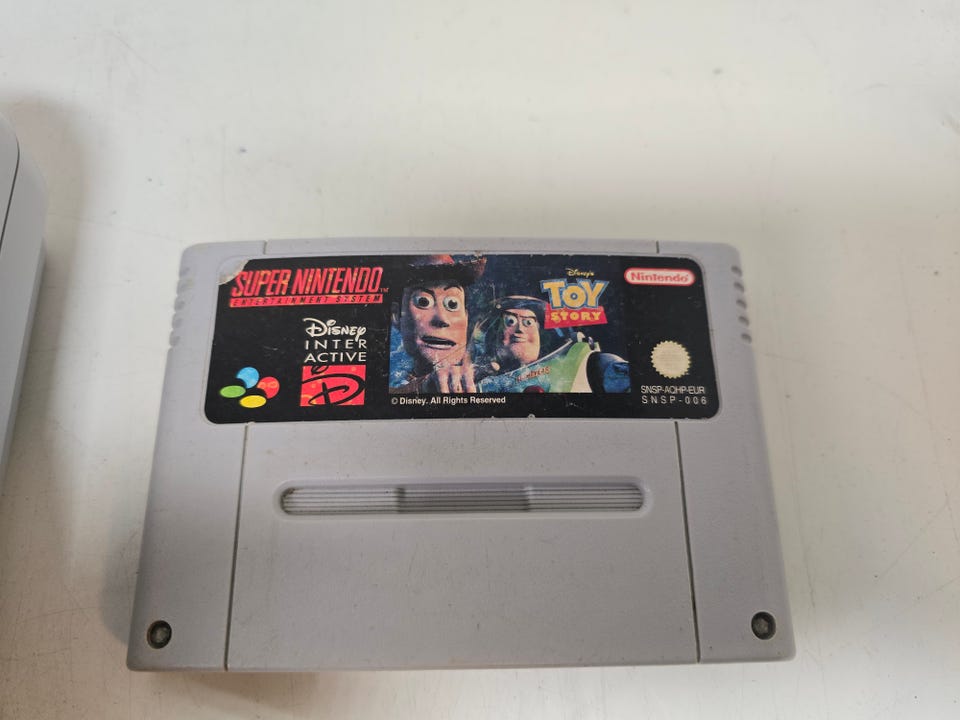 SUPER NINTENDO™
ENTERTAINMENT SYSTEM
Disney
INTER
ACTIVE
Disney's
TOY
STORY
Nintendo®
© Disney. All Rights Reserved
SNSP-AQHP-EUR
SNSP-006